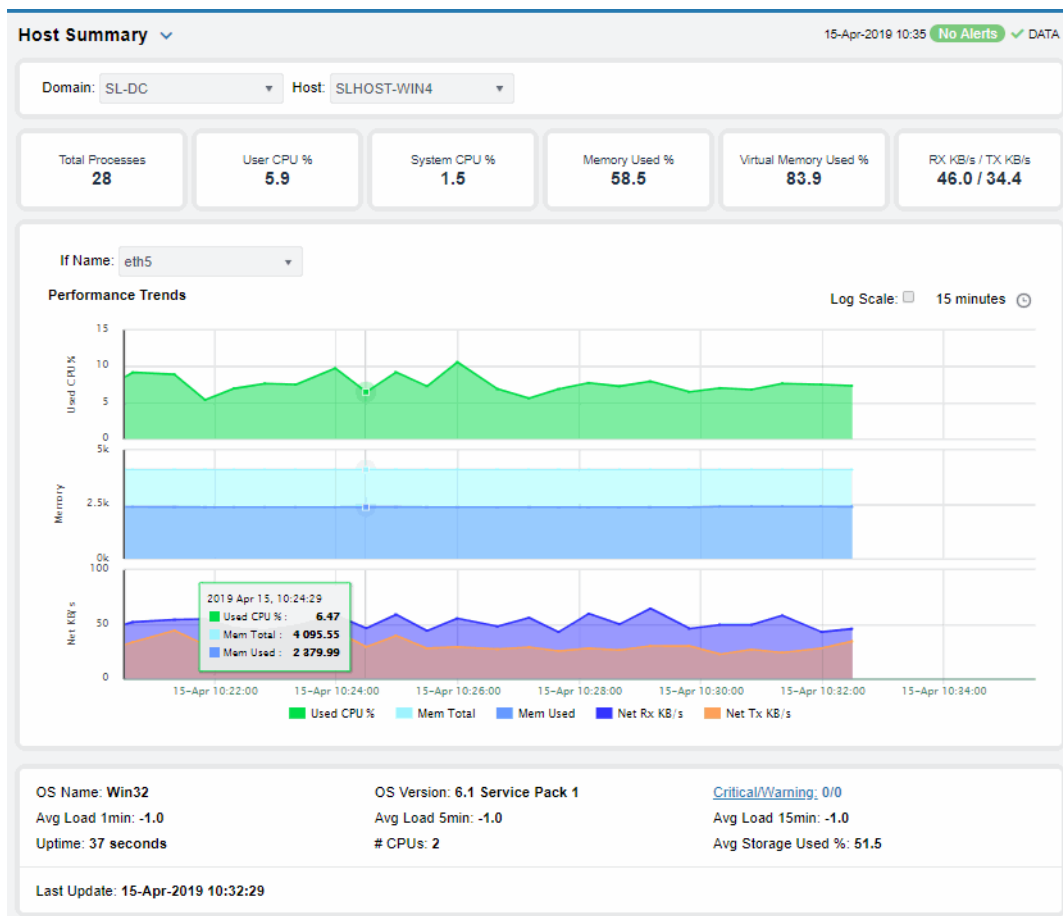 Host Summary
15-Apr-2019 10:35 No Alerts DATA
Domain: SL-DC Host: SLHOST-WIN4
Total Processes
28
User CPU %
5.9
System CPU %
1.5
Memory Used %
58.5
Virtual Memory Used %
83.9
RX KB/s / TX KB/s
46.0 / 34.4
If Name: eth5
Performance Trends
Log Scale: 15 minutes
Used CPU%
15
10
5
0
Memory
5k
2.5k
0k
Net KB/s
100
50
0
2019 Apr 15, 10:24:29
Used CPU % : 6.47
Mem Total : 4 095.55
Mem Used : 2 379.99
15-Apr 10:22:00 15-Apr 10:24:00 15-Apr 10:26:00 15-Apr 10:28:00 15-Apr 10:30:00 15-Apr 10:32:00 15-Apr 10:34:00
Used CPU% Mem Total Mem Used Net Rx KB/s Net Tx KB/s
OS Name: Win32 OS Version: 6.1 Service Pack 1 Critical/Warning: 0/0
Avg Load 1min: -1.0 Avg Load 5min: -1.0 Avg Load 15min: -1.0
Uptime: 37 seconds # CPUs: 2 Avg Storage Used %: 51.5
Last Update: 15-Apr-2019 10:32:29